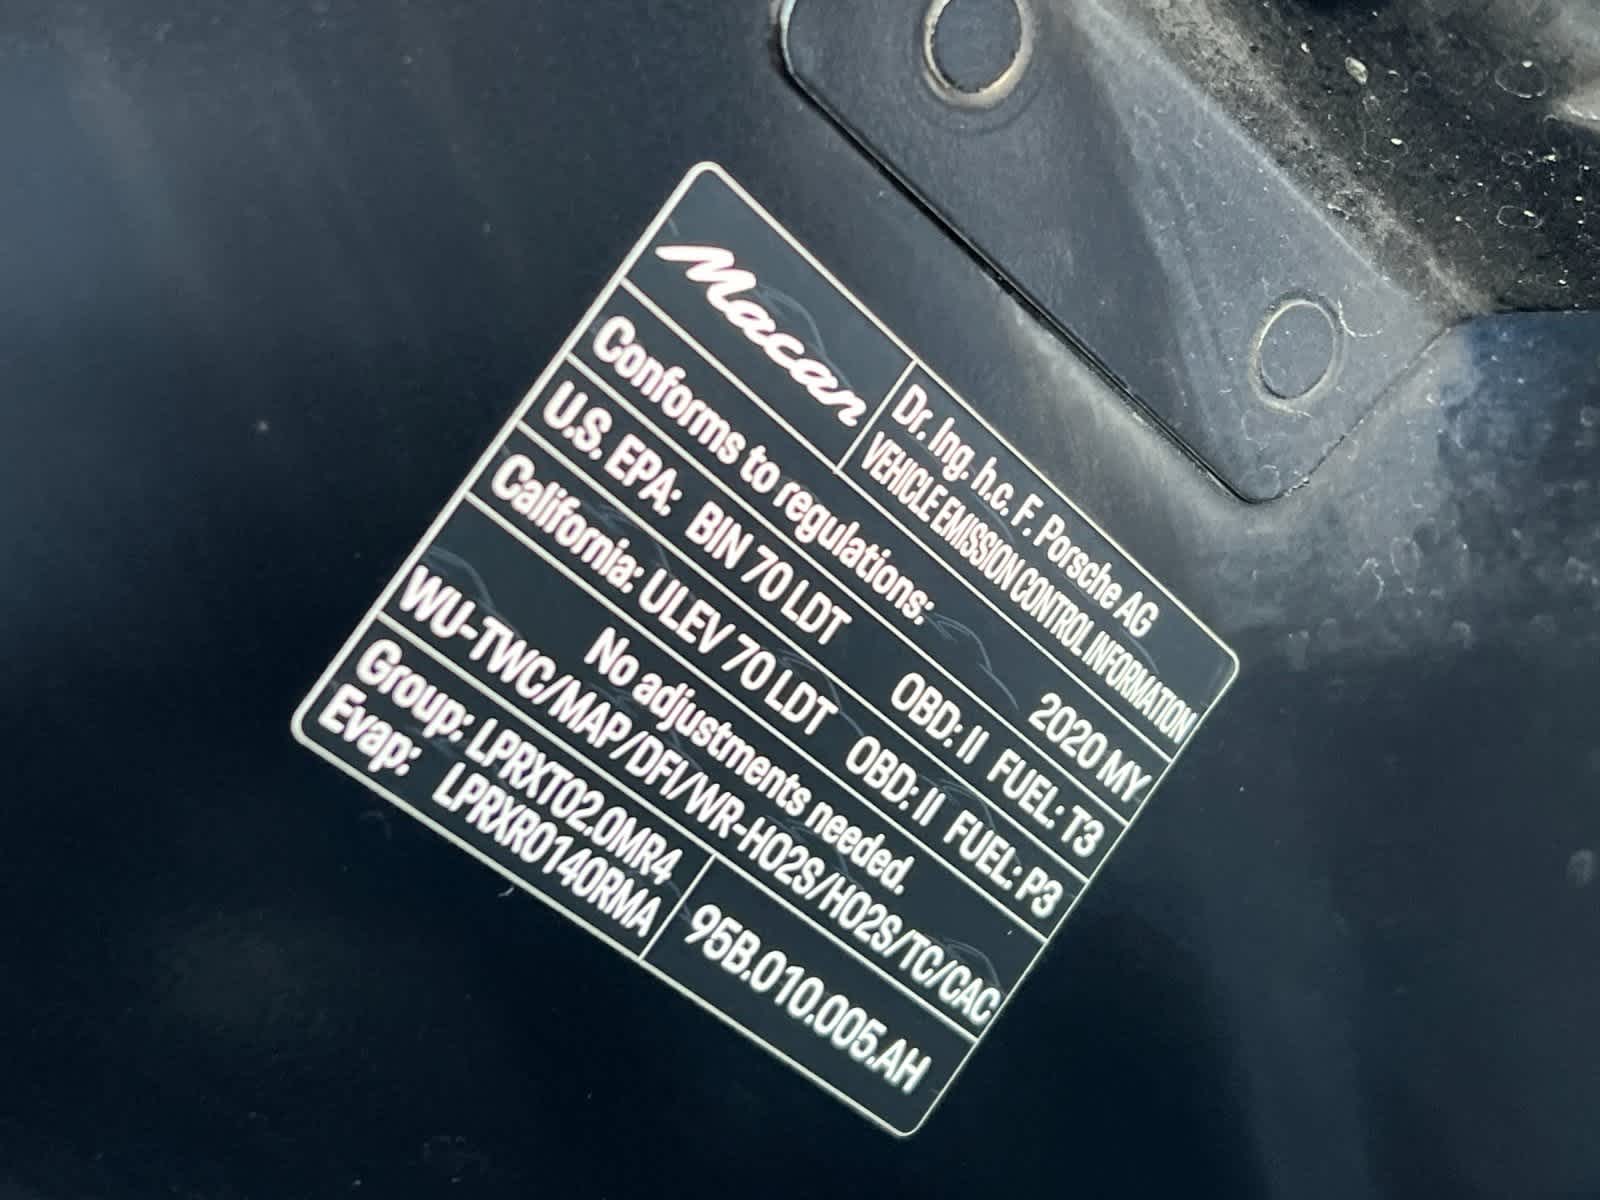 Macan
Dr. Ing. h.c. F. Porsche AG
VEHICLE EMISSION CONTROL INFORMATION
Conforms to regulations: 2020 MY
U.S. EPA: BIN 70 LDT OBD: II FUEL: T3
California: ULEV 70 LDT OBD: II FUEL: P3
No adjustments needed.
WU-TWC/MAP/DFI/WR-HO2S/HO2S/TC/CAC
Group: LPRXT02.0MR4
Evap: LPRXR0140RMA
95B.010.005.AH